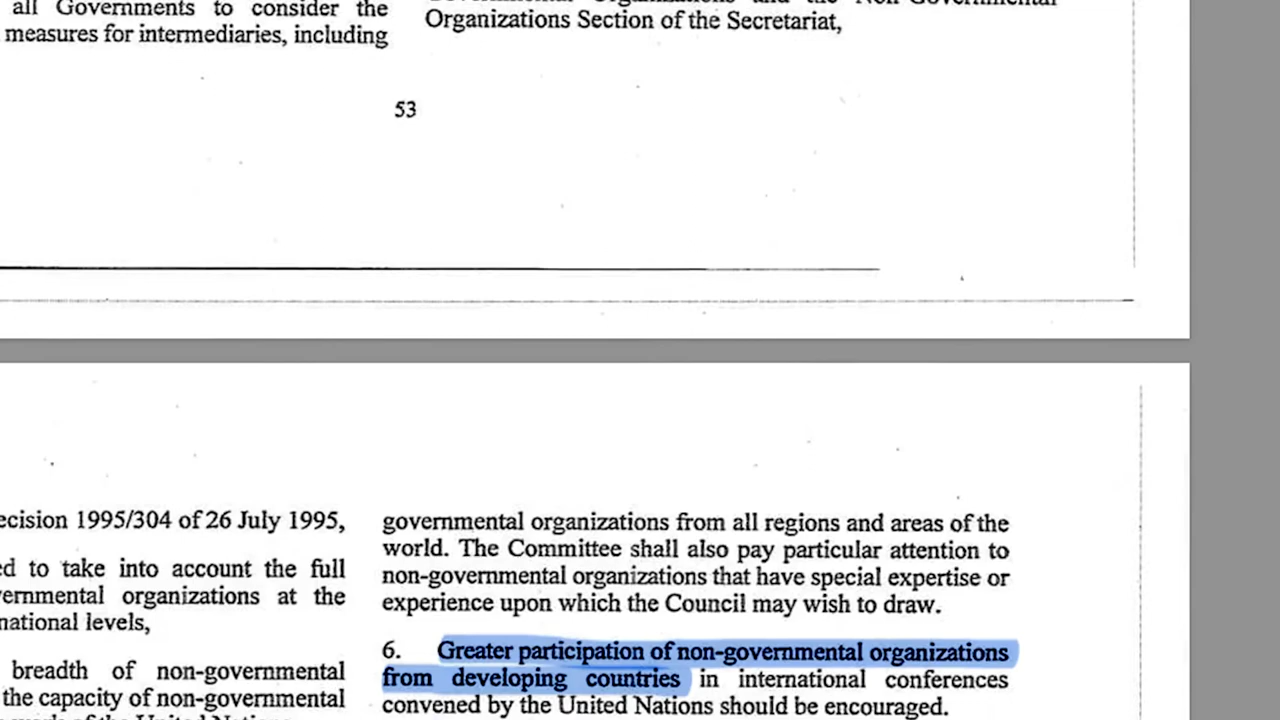 all Governments to consider the
measures for intermediaries, including
Organizations Section of the Secretariat,
53
ecision 1995/304 of 26 July 1995,
ed to take into account the full
vernmental organizations at the
national levels,
breadth of non-governmental
the capacity of non-governmental
governmental organizations from all regions and areas of the
world. The Committee shall also pay particular attention to
non-governmental organizations that have special expertise or
experience upon which the Council may wish to draw.
6. Greater participation of non-governmental organizations
from developing countries in international conferences
convened by the United Nations should be encouraged.